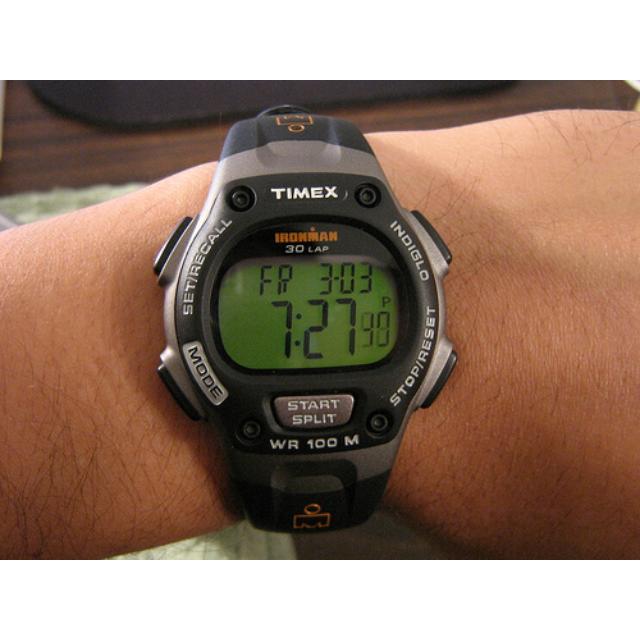 TIMEX
IRONMAN
30 LAP
SET/RECALL
INDIGLO
FR 3-03
P
7:27 90
MODE
STOP/RESET
START
SPLIT
WR 100 M